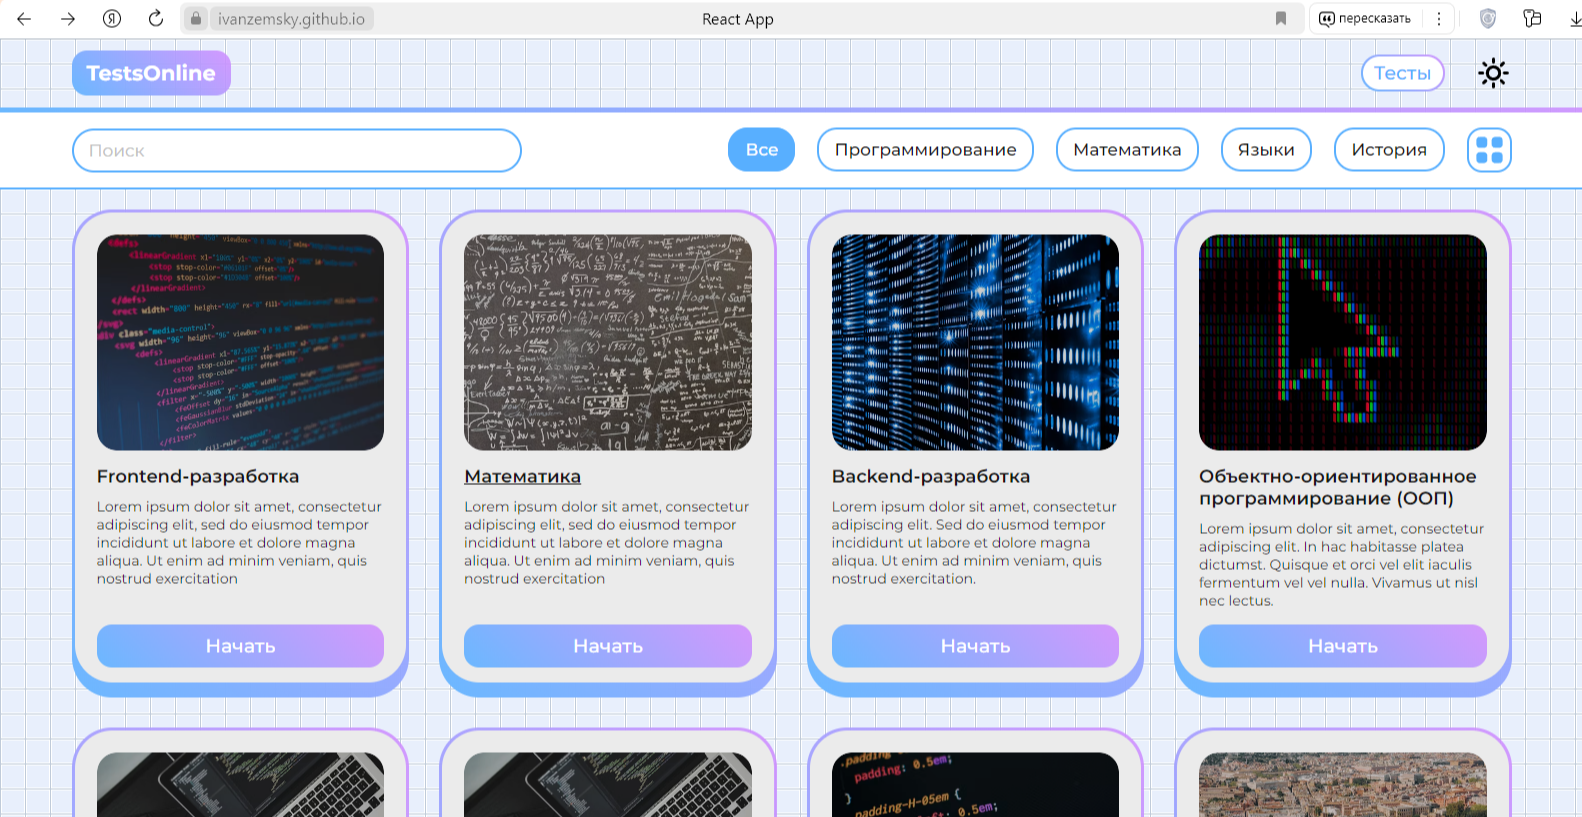 ivanzemsky.github.io
React App
пересказать
TestsOnline
Тесты
Поиск
Все
Программирование
Математика
Языки
История
Frontend-разработка
Lorem ipsum dolor sit amet, consectetur
adipiscing elit, sed do eiusmod tempor
incididunt ut labore et dolore magna
aliqua. Ut enim ad minim veniam, quis
nostrud exercitation
Начать
Математика
Lorem ipsum dolor sit amet, consectetur
adipiscing elit, sed do eiusmod tempor
incididunt ut labore et dolore magna
aliqua. Ut enim ad minim veniam, quis
nostrud exercitation
Начать
Backend-разработка
Lorem ipsum dolor sit amet, consectetur
adipiscing elit. Sed do eiusmod tempor
incididunt ut labore et dolore magna
aliqua. Ut enim ad minim veniam, quis
nostrud exercitation.
Начать
Объектно-ориентированное
программирование (ООП)
Lorem ipsum dolor sit amet, consectetur
adipiscing elit. In hac habitasse platea
dictumst. Quisque et orci vel elit iaculis
fermentum vel vel nulla. Vivamus ut nisl
nec lectus.
Начать
padding: 0.5em;
}
padding-H-05em {